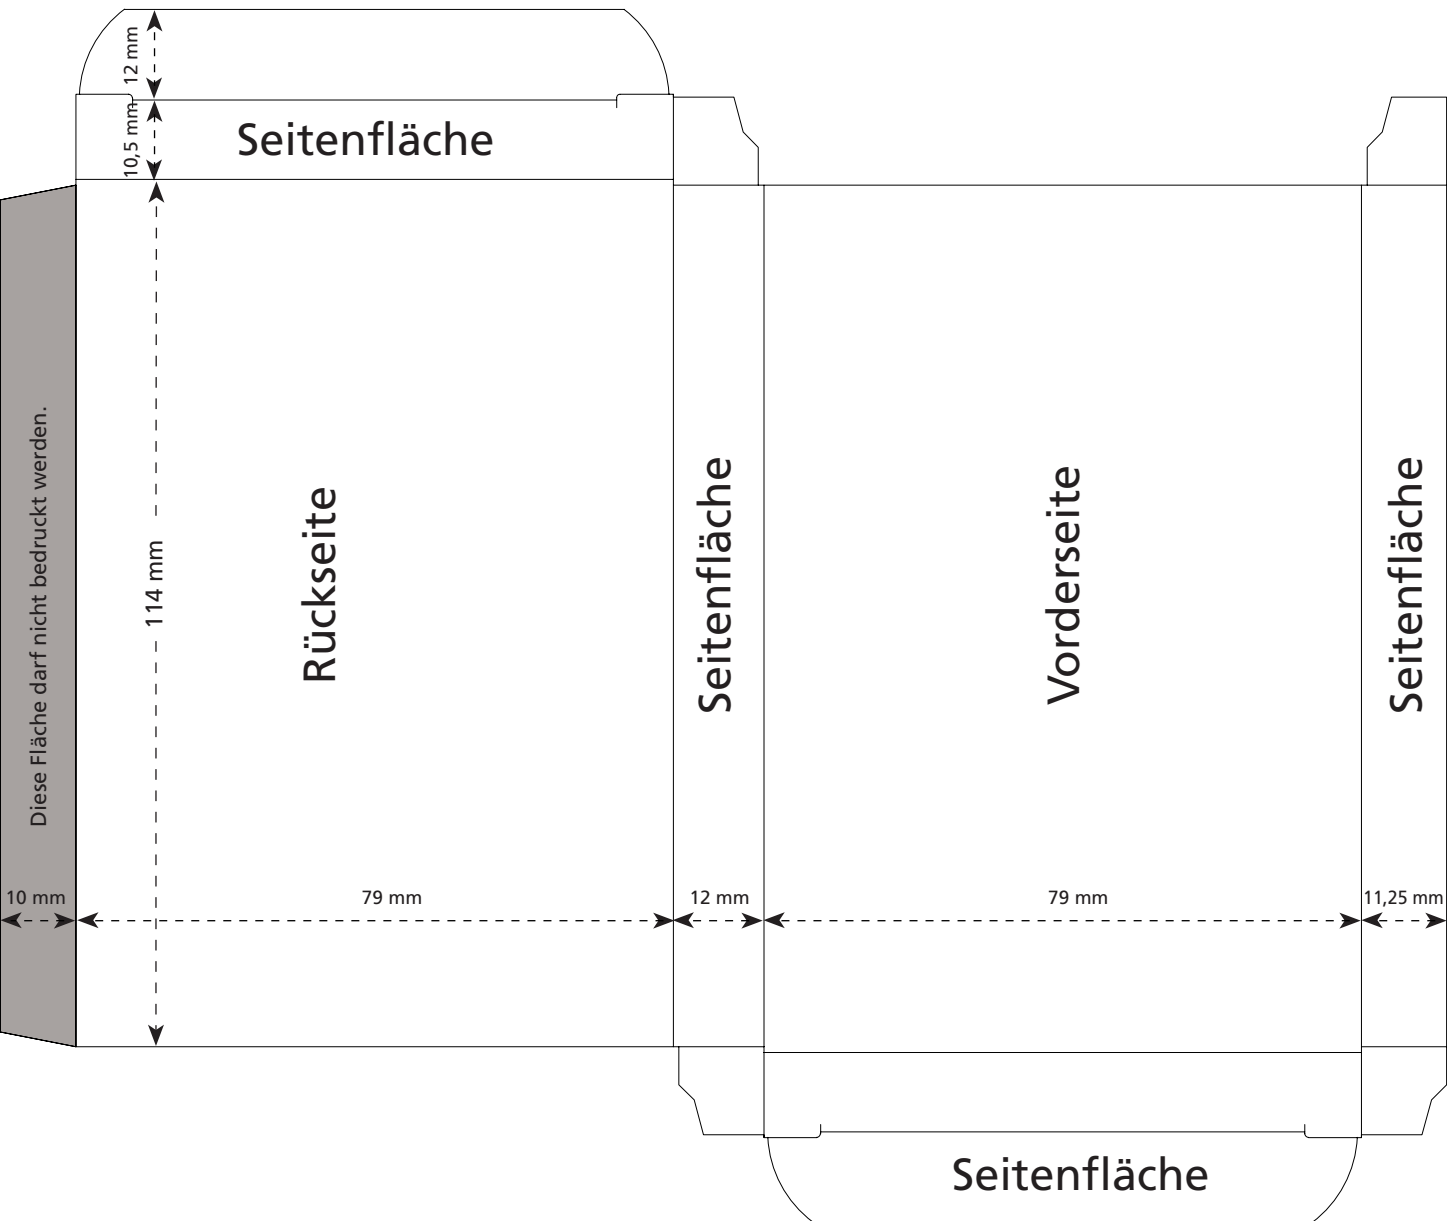 12 mm
10,5 mm
Seitenfläche
Diese Fläche darf nicht bedruckt werden.
114 mm
Rückseite
Seitenfläche
Vorderseite
Seitenfläche
10 mm
79 mm
12 mm
79 mm
11,25 mm
Seitenfläche